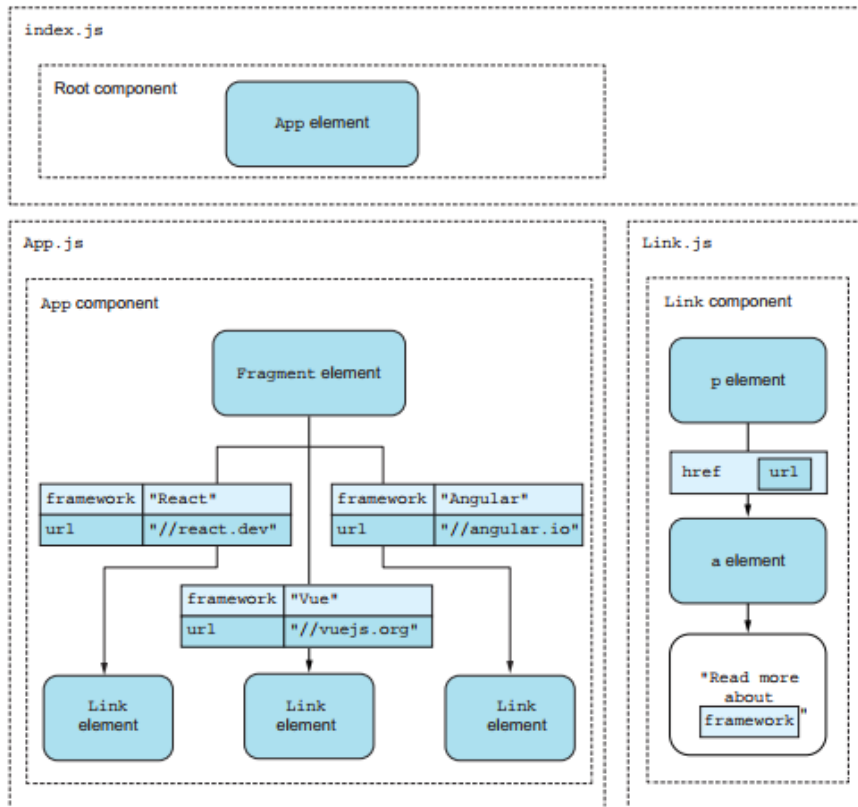 index.js
Root component
App element
App.js
App component
Fragment element
framework "React"
url "//react.dev"
framework "Angular"
url "//angular.io"
framework "Vue"
url "//vuejs.org"
Link
element
Link
element
Link
element
Link.js
Link component
p element
href url
a element
"Read more
about
framework"